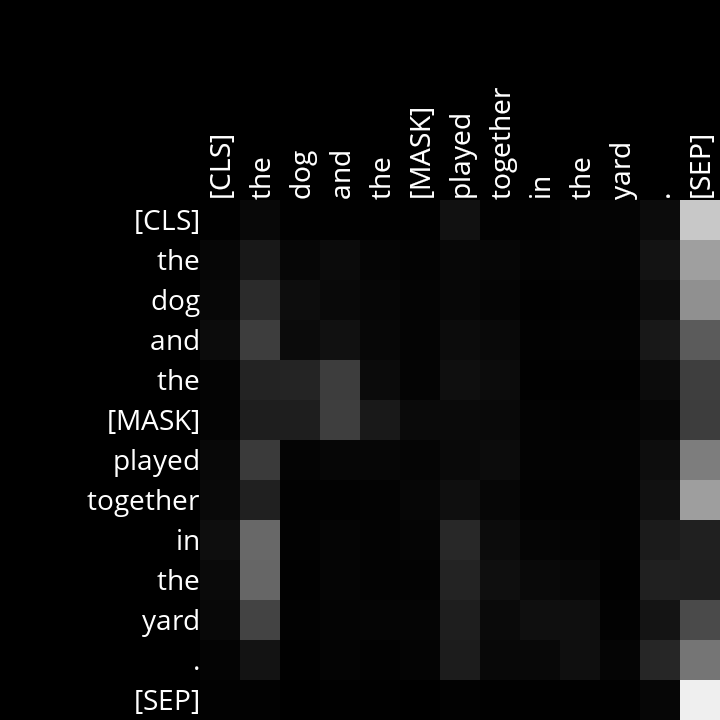 [CLS] the dog and the [MASK] played together in the yard . [SEP]
[CLS]
the
dog
and
the
[MASK]
played
together
in
the
yard
.
[SEP]